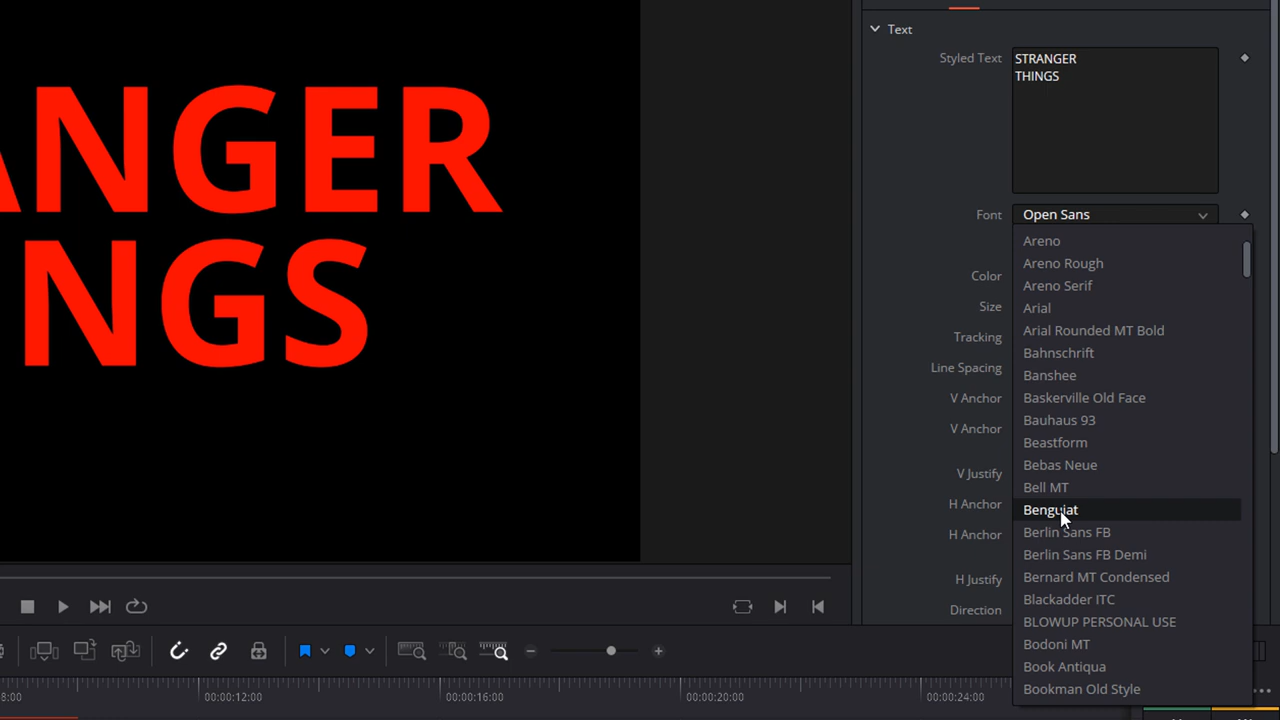 Text
Styled Text
STRANGER
THINGS
ANGER
NGS
Font
Open Sans
Color
Size
Tracking
Line Spacing
V Anchor
V Anchor
V Justify
H Anchor
H Anchor
H Justify
Direction
Areno
Areno Rough
Areno Serif
Arial
Arial Rounded MT Bold
Bahnschrift
Banshee
Baskerville Old Face
Bauhaus 93
Beastform
Bebas Neue
Bell MT
Benguiat
Berlin Sans FB
Berlin Sans FB Demi
Bernard MT Condensed
Blackadder ITC
BLOWUP PERSONAL USE
Bodoni MT
Book Antiqua
Bookman Old Style
8:00
00:00:12:00
00:00:16:00
00:00:20:00
00:00:24:00